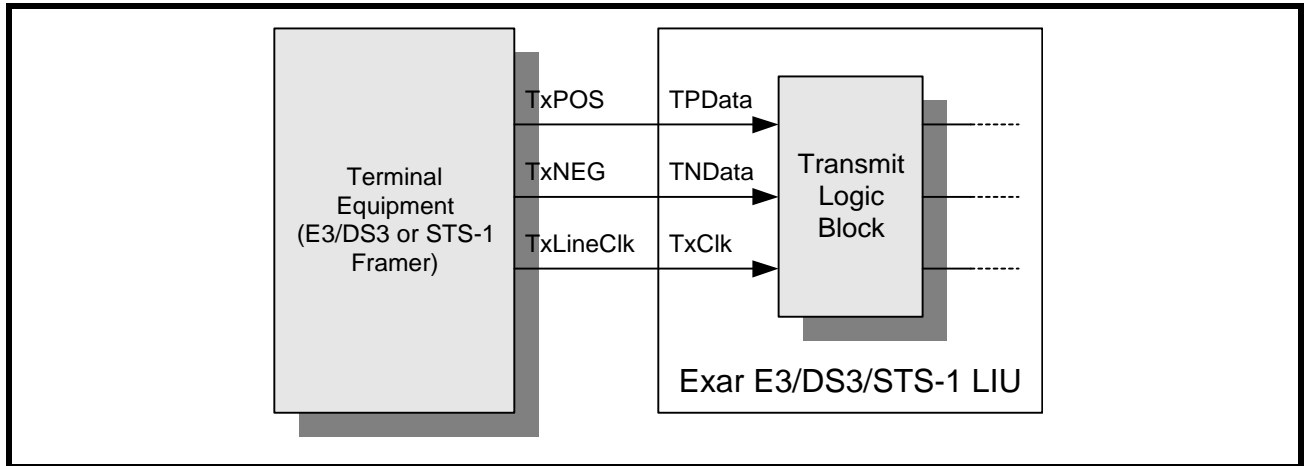 Terminal
Equipment
(E3/DS3 or STS-1
Framer)
TxPOS
TxNEG
TxLineClk
TPData
TNData
TxClk
Transmit
Logic
Block
Exar E3/DS3/STS-1 LIU